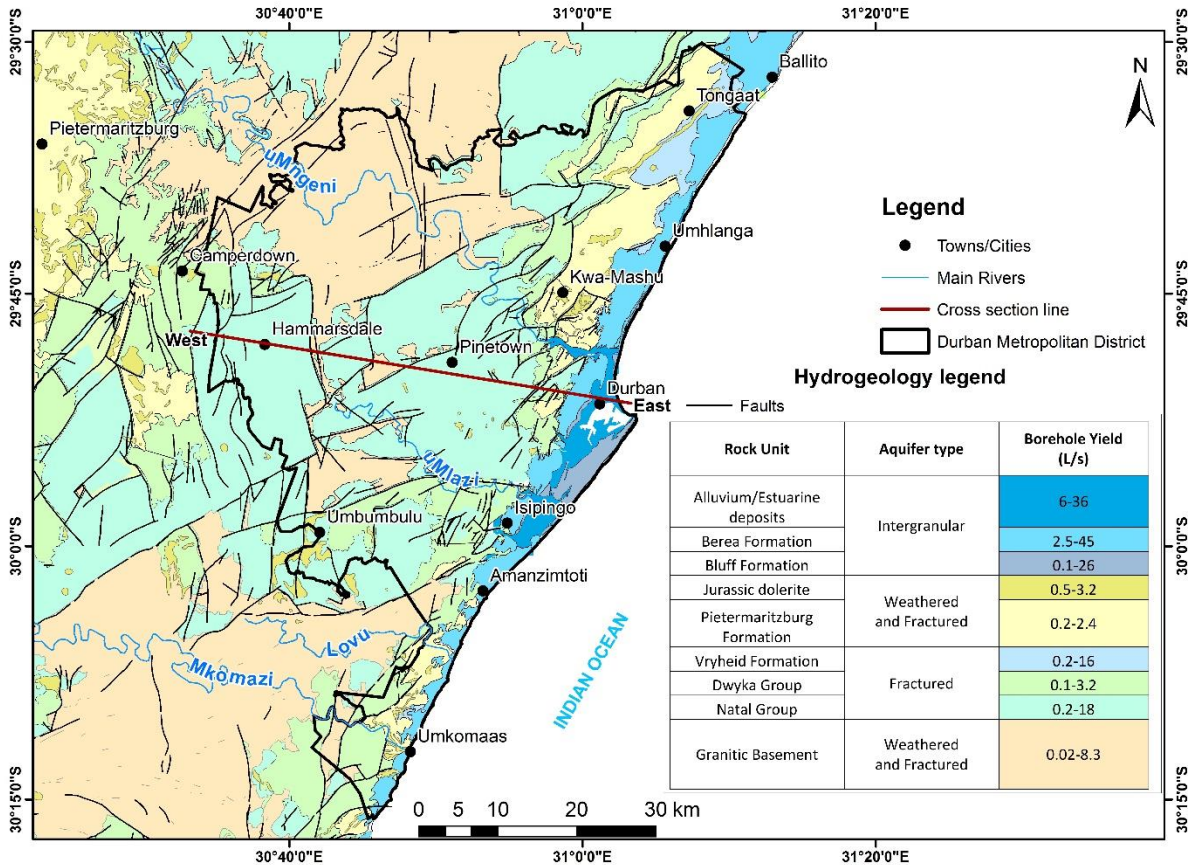 30°40'0"E
31°0'0"E
31°20'0"E
29°30'0"S
29°30'0"S
Ballito
N
Tongaat
Pietermaritzburg
uMngeni
Legend
Towns/Cities
Umhlanga
Camperdown
Main Rivers
Kwa-Mashu
29°45'0"S
29°45'0"S
Cross section line
West
Hammarsdale
Durban Metropolitan District
Pinetown
Hydrogeology legend
Durban
East
Faults
Rock Unit
Aquifer type
Borehole Yield
(L/s)
Alluvium/Estuarine
deposits
Intergranular
6-36
Berea Formation
2.5-45
Bluff Formation
0.1-26
Jurassic dolerite
Weathered
and Fractured
0.5-3.2
Pietermaritzburg
Formation
0.2-2.4
Vryheid Formation
Fractured
0.2-16
Dwyka Group
0.1-3.2
Natal Group
0.2-18
Granitic Basement
Weathered
and Fractured
0.02-8.3
uMlazi
Isipingo
Umbumbulu
30°0'0"S
30°0'0"S
Amanzimtoti
Lovu
Mkomazi
INDIAN OCEAN
Umkomaas
30°15'0"S
30°15'0"S
0 5 10 20 30 km
30°40'0"E
31°0'0"E
31°20'0"E